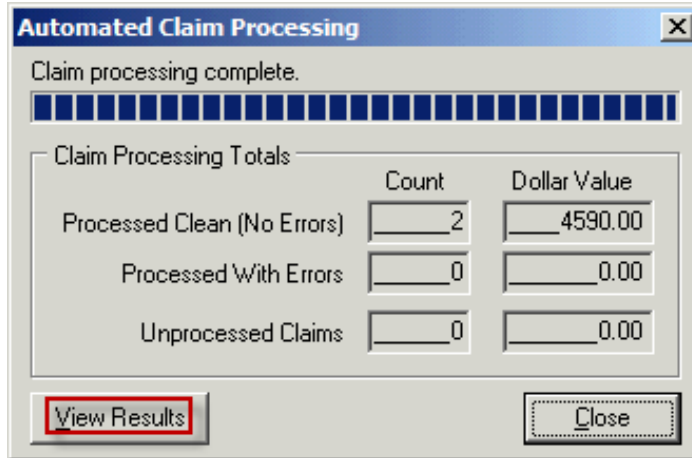 Automated Claim Processing
Claim processing complete.
Claim Processing Totals
Count Dollar Value
Processed Clean (No Errors) 2 4590.00
Processed With Errors 0 0.00
Unprocessed Claims 0 0.00
View Results Close